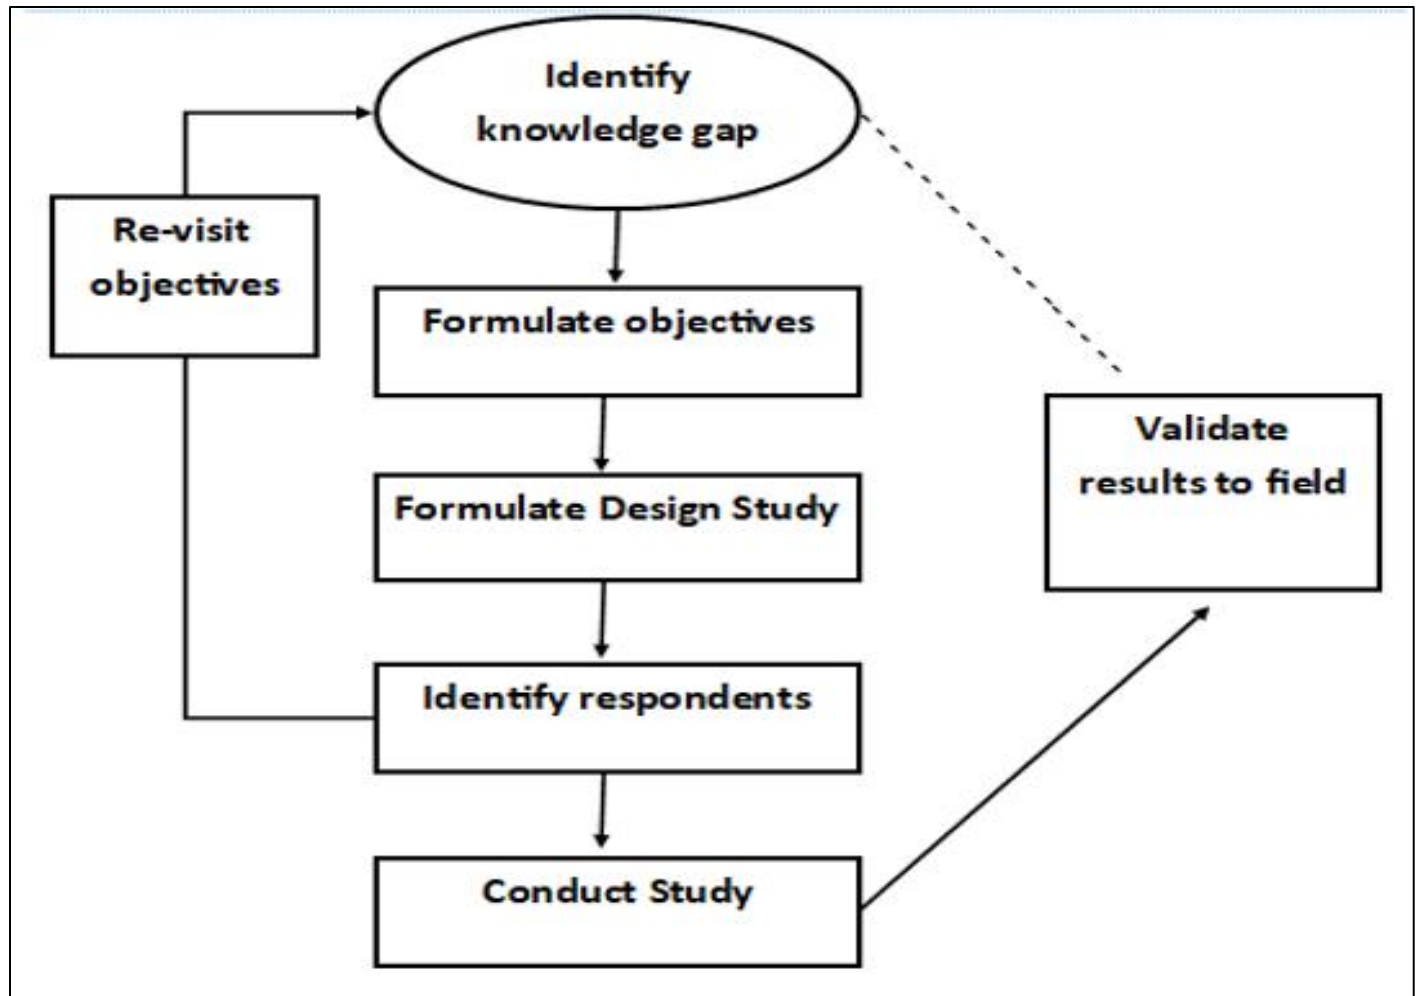 Identify
knowledge gap
Re-visit
objectives
Formulate objectives
Validate
results to field
Formulate Design Study
Identify respondents
Conduct Study